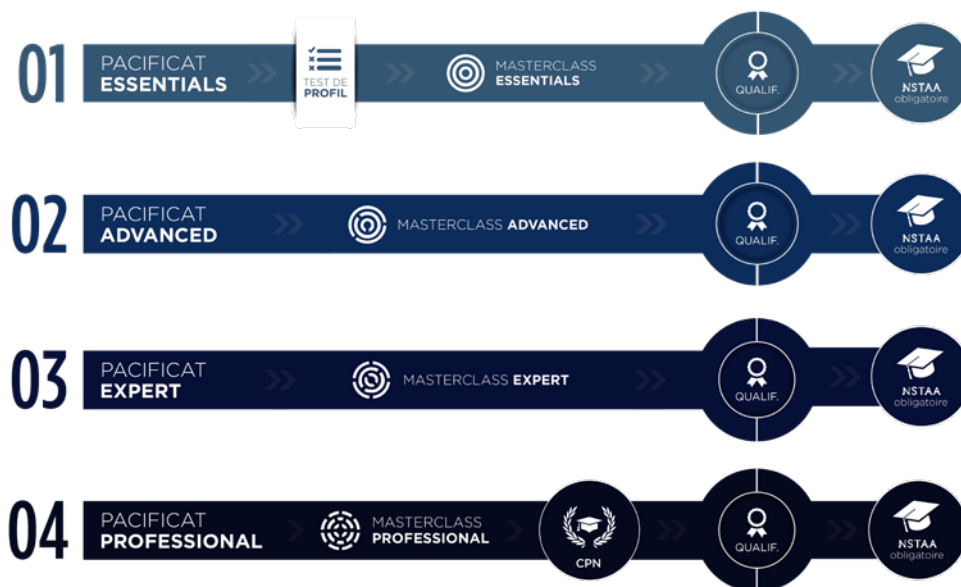 01
PACIFICAT
ESSENTIALS
TEST DE
PROFIL
MASTERCLASS
ESSENTIALS
QUALIF.
NSTAA
obligatoire
02
PACIFICAT
ADVANCED
MASTERCLASS ADVANCED
QUALIF.
NSTAA
obligatoire
03
PACIFICAT
EXPERT
MASTERCLASS EXPERT
QUALIF.
NSTAA
obligatoire
04
PACIFICAT
PROFESSIONAL
MASTERCLASS
PROFESSIONAL
CPN
QUALIF.
NSTAA
obligatoire